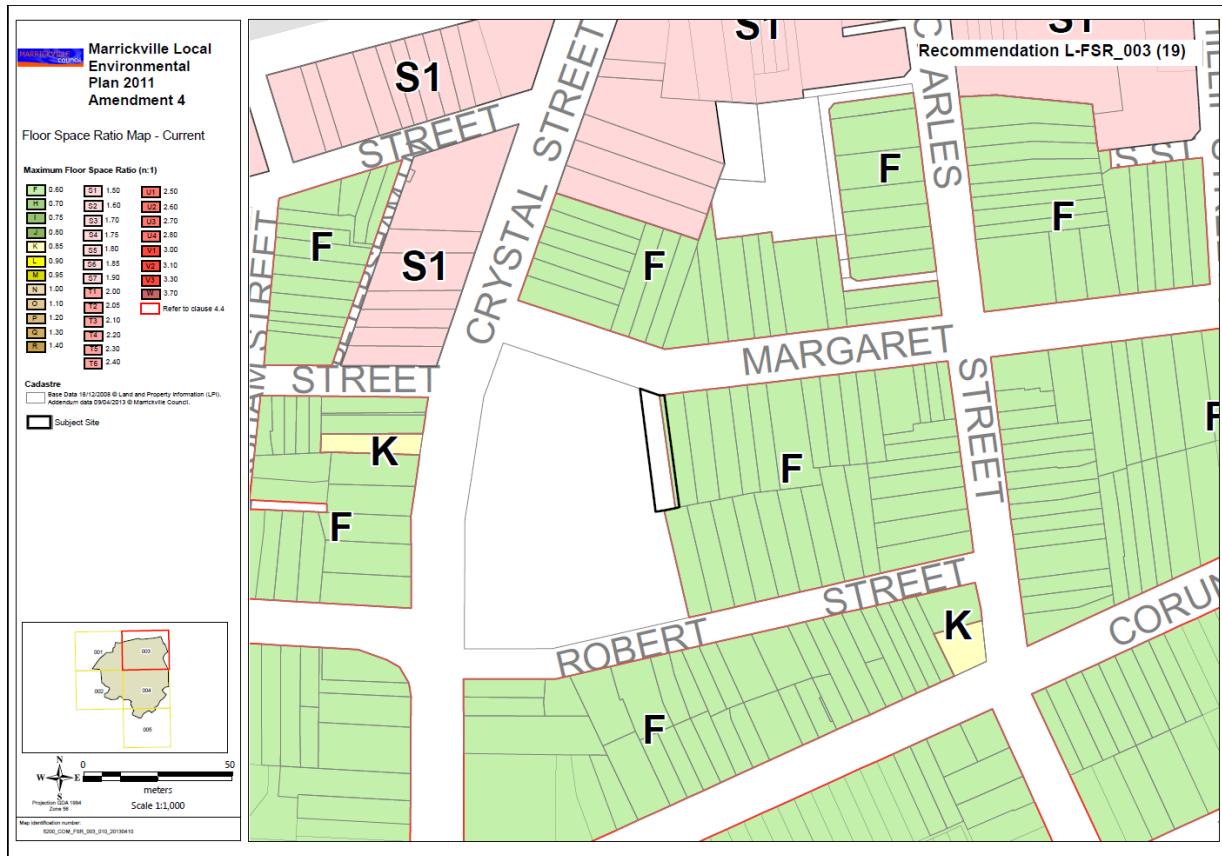 MARRICKVILLE
COUNCIL
Marrickville Local
Environmental
Plan 2011
Amendment 4
Floor Space Ratio Map - Current
Maximum Floor Space Ratio (n:1)
F 0.60
H 0.70
I 0.75
J 0.80
K 0.85
L 0.90
M 0.95
N 1.00
O 1.10
P 1.20
Q 1.30
R 1.40
S1 1.50
S2 1.60
S3 1.70
S4 1.75
S5 1.80
S6 1.85
S7 1.90
T1 2.00
T2 2.05
T3 2.10
T4 2.20
T5 2.30
T6 2.40
U1 2.50
U2 2.60
U3 2.70
U4 2.80
V1 3.00
V2 3.10
V3 3.30
W 3.70
Refer to clause 4.4
Cadastre
Base Data 18/12/2008 © Land and Property Information (LPI).
Addendum data 09/04/2013 © Marrickville Council.
Subject Site
001
003
002
004
005
N
W E
S
0 50
meters
Projection GDA 1994
Zone 56
Scale 1:1,000
Map identification number:
5200_COM_FSR_003_010_20130410
Recommendation L-FSR_003 (19)
S1
S1
S1
STREET
CRYSTAL STREET
ARLES
STREET
F
F
F
F
S1
STREET
STREET
MARGARET
STREET
K
F
F
F
STREET
ROBERT
K
CORUN
F